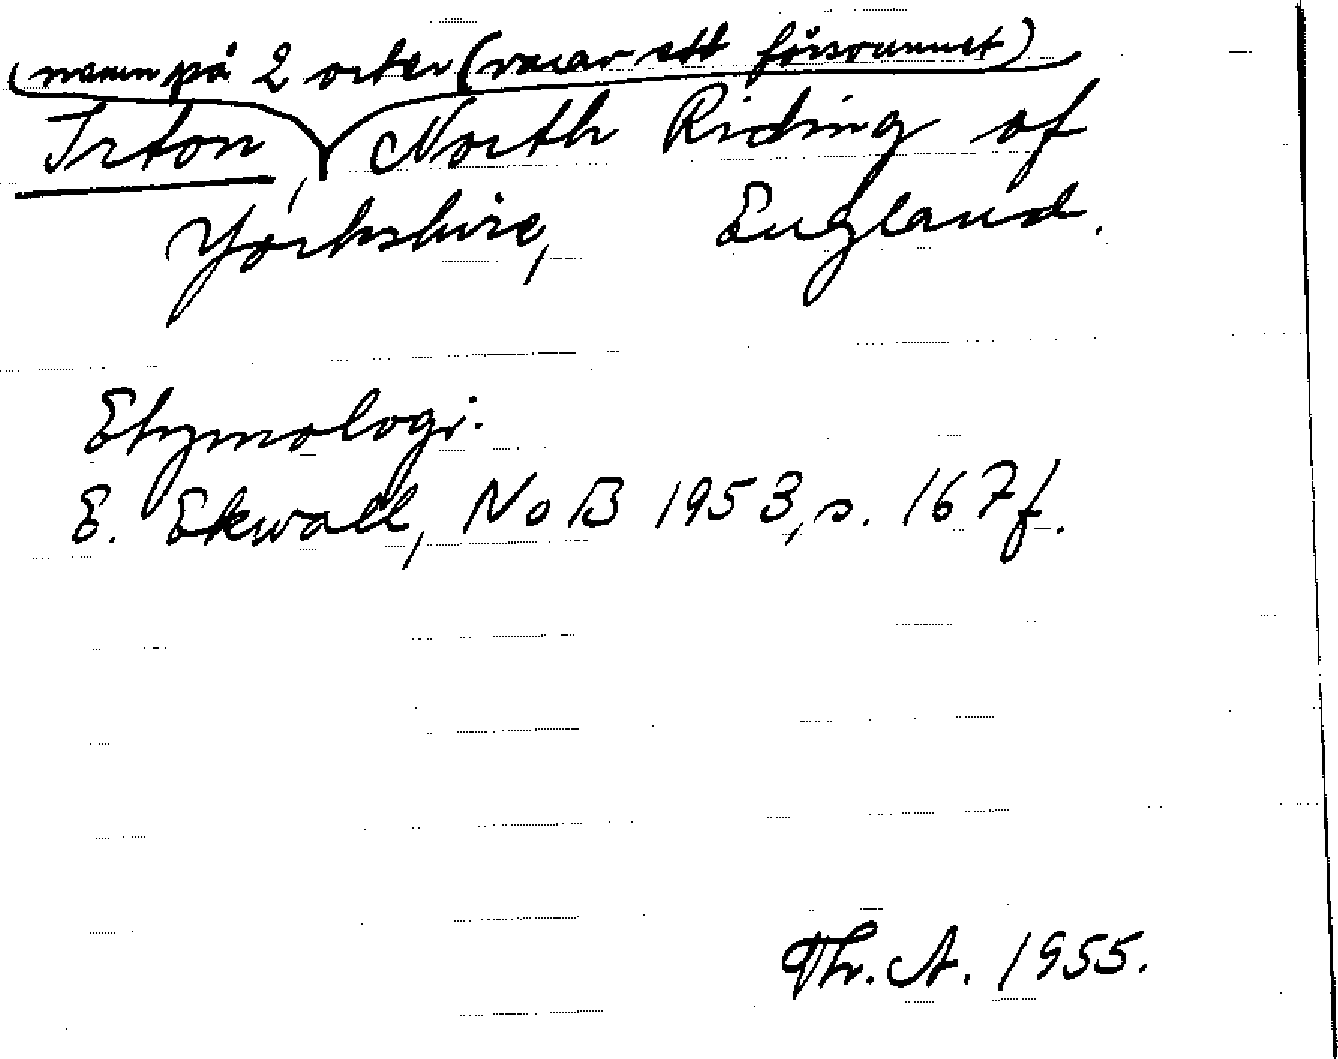 namn på 2 orter (varav ett försvunnet)
Irton, North Riding of
Yorkshire, England.
Etymologi.
E. Ekwall, NoB 1953, s. 167f.
Th. A. 1955.